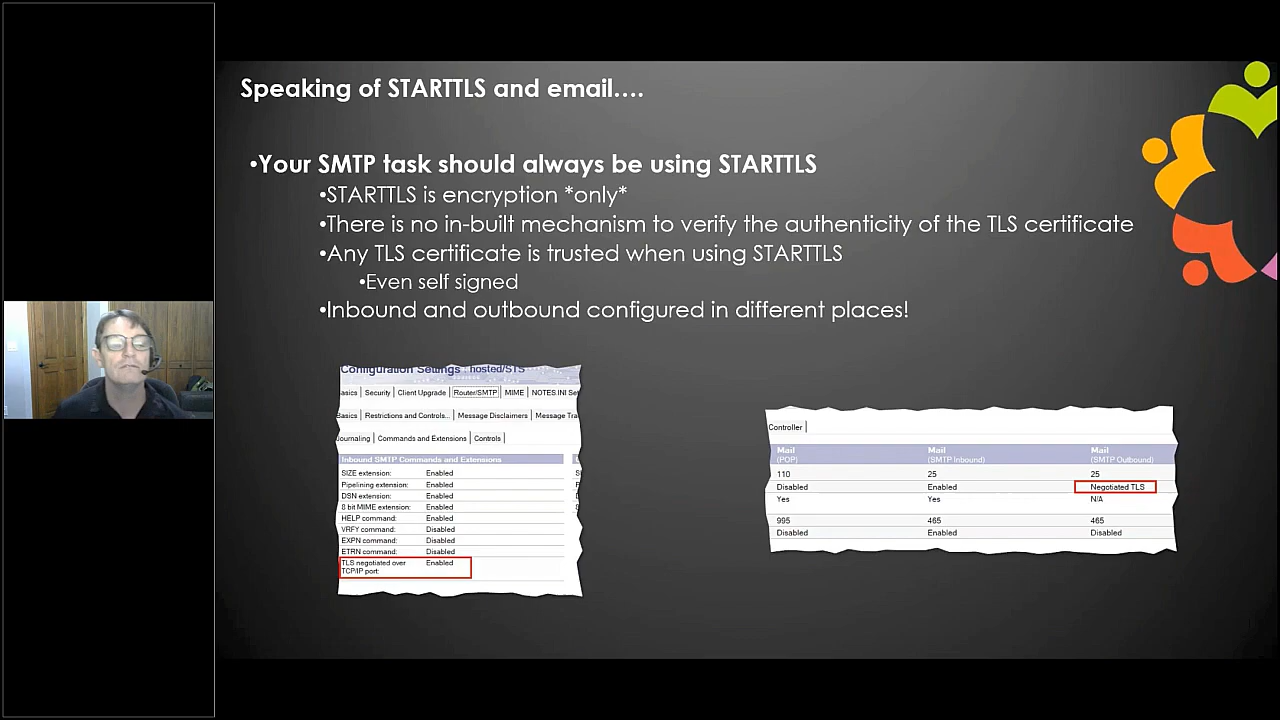 Speaking of STARTTLS and email….
•Your SMTP task should always be using STARTTLS
•STARTTLS is encryption *only*
•There is no in-built mechanism to verify the authenticity of the TLS certificate
•Any TLS certificate is trusted when using STARTTLS
•Even self signed
•Inbound and outbound configured in different places!
Configuration Settings hosted/STS
asics | Security | Client Upgrade | Router/SMTP | MIME | NOTES.INI Set
Basics | Restrictions and Controls... | Message Disclaimers | Message Tra
Journaling | Commands and Extensions | Controls |
Inbound SMTP Commands and Extensions
SIZE extension: Enabled
Pipelining extension: Enabled
DSN extension: Enabled
8 bit MIME extension: Enabled
HELP command: Enabled
VRFY command: Disabled
EXPN command: Disabled
ETRN command: Disabled
TLS negotiated over Enabled
TCP/IP port:
Controller |
Mail Mail Mail
(POP) (SMTP Inbound) (SMTP Outbound)
110 25 25
Disabled Enabled Negotiated TLS
Yes Yes N/A
995 465 465
Disabled Enabled Disabled